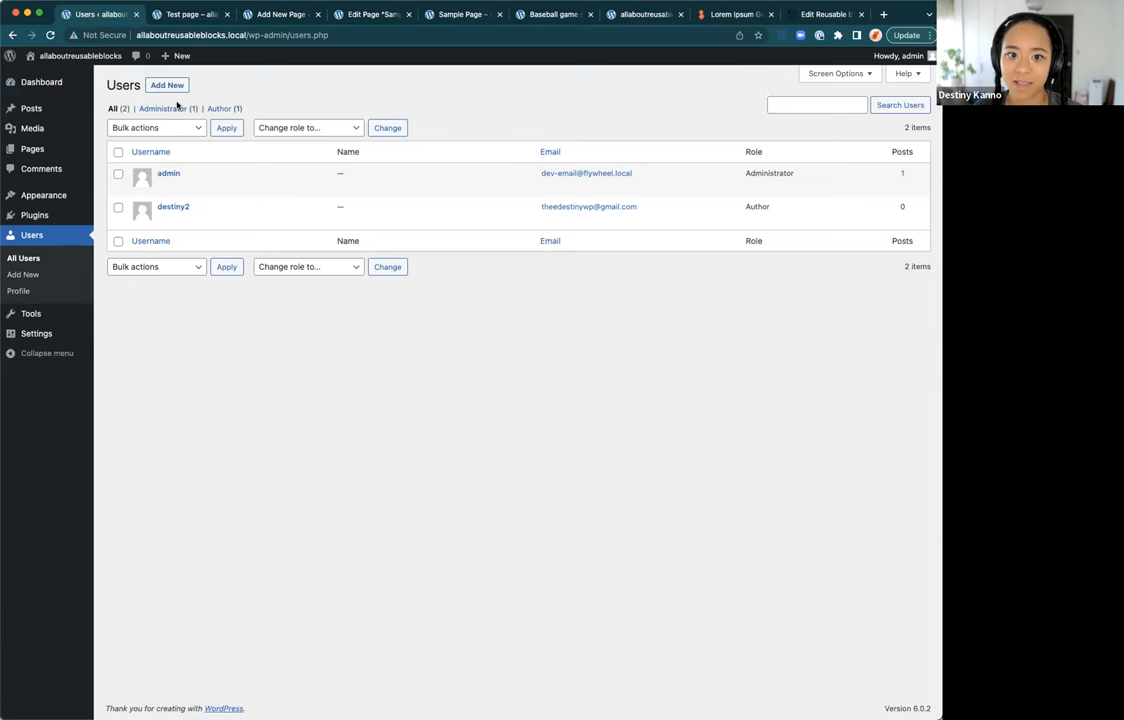 Users ‹ allabou
Test page – alla
Add New Page
Edit Page "Sam
Sample Page –
Baseball game s
allaboutreusabl
Lorem Ipsum G
Edit Reusable b
Not Secure
allaboutreusableblocks.local/wp-admin/users.php
Update
allaboutreusableblocks
0
New
Howdy, admin
Destiny Kanno
Screen Options
Help
Dashboard
Posts
Media
Pages
Comments
Appearance
Plugins
Users
All Users
Add New
Profile
Tools
Settings
Collapse menu
Users
Add New
All (2) | Administrator (1) | Author (1)
Search Users
Bulk actions
Apply
Change role to...
Change
2 items
Username Name Email Role Posts
admin — dev-email@flywheel.local Administrator 1
destiny2 — theedestinywp@gmail.com Author 0
Username Name Email Role Posts
Bulk actions
Apply
Change role to...
Change
2 items
Thank you for creating with WordPress.
Version 6.0.2